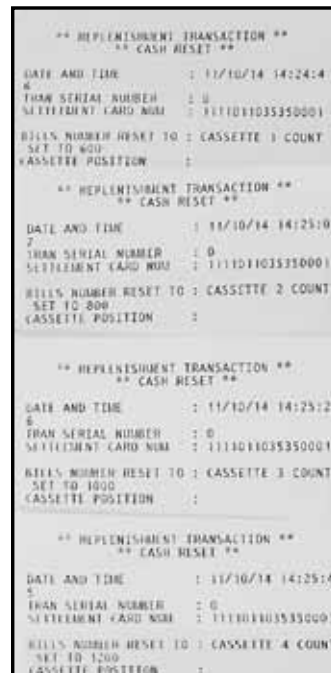 ** REPLENISHMENT TRANSACTION **
** CASH RESET **
DATE AND TIME : 11/10/14 14:24:4
6
TRAN SERIAL NUMBER : 0
SETTLEMENT CARD NUM : 1111011035350001
BILLS NUMBER RESET TO : CASSETTE 1 COUNT
SET TO 600
CASSETTE POSITION :
** REPLENISHMENT TRANSACTION **
** CASH RESET **
DATE AND TIME : 11/10/14 14:25:0
7
TRAN SERIAL NUMBER : 0
SETTLEMENT CARD NUM : 1111011035350001
BILLS NUMBER RESET TO : CASSETTE 2 COUNT
SET TO 800
CASSETTE POSITION :
** REPLENISHMENT TRANSACTION **
** CASH RESET **
DATE AND TIME : 11/10/14 14:25:2
6
TRAN SERIAL NUMBER : 0
SETTLEMENT CARD NUM : 1111011035350001
BILLS NUMBER RESET TO : CASSETTE 3 COUNT
SET TO 1000
CASSETTE POSITION :
** REPLENISHMENT TRANSACTION **
** CASH RESET **
DATE AND TIME : 11/10/14 14:25:4
5
TRAN SERIAL NUMBER : 0
SETTLEMENT CARD NUM : 1111011035350001
BILLS NUMBER RESET TO : CASSETTE 4 COUNT
SET TO 1200
CASSETTE POSITION :